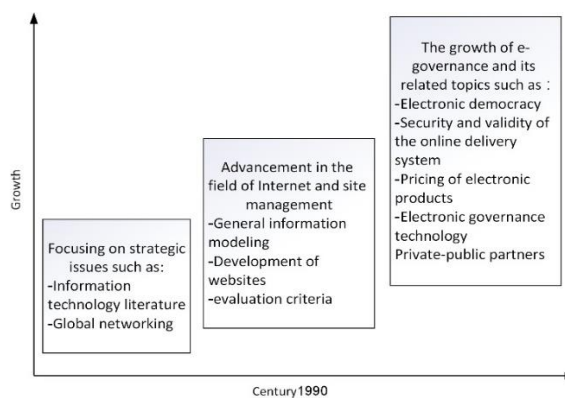 Growth
Focusing on strategic
issues such as:
-Information
technology literature
-Global networking
Advancement in the
field of Internet and site
management
-General information
modeling
-Development of
websites
-evaluation criteria
The growth of e-
governance and its
related topics such as :
-Electronic democracy
-Security and validity of
the online delivery
system
-Pricing of electronic
products
-Electronic governance
technology
Private-public partners
Century1990